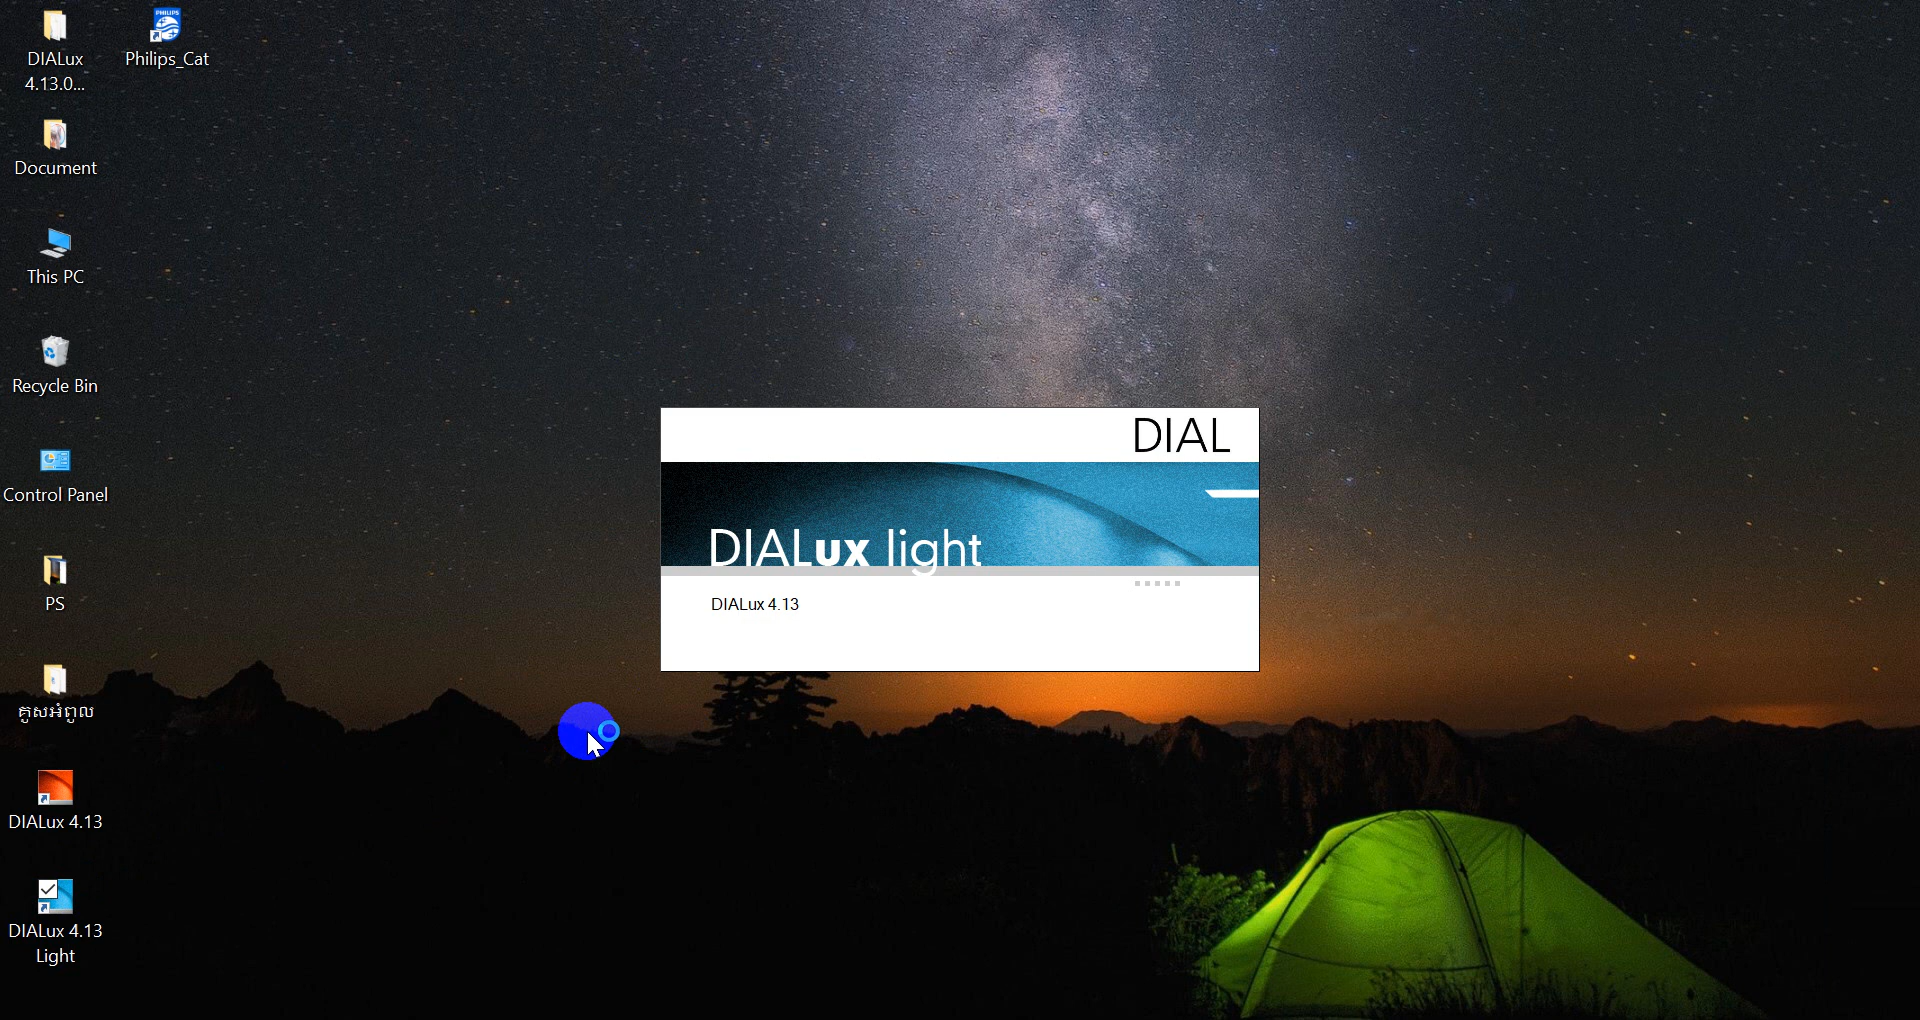 DIALux
4.13.0...
PHILIPS
Philips_Cat
Document
This PC
Recycle Bin
Control Panel
PS
គូសអំពូល
DIALux 4.13
DIALux 4.13
Light
DIAL
DIALux light
DIALux 4.13